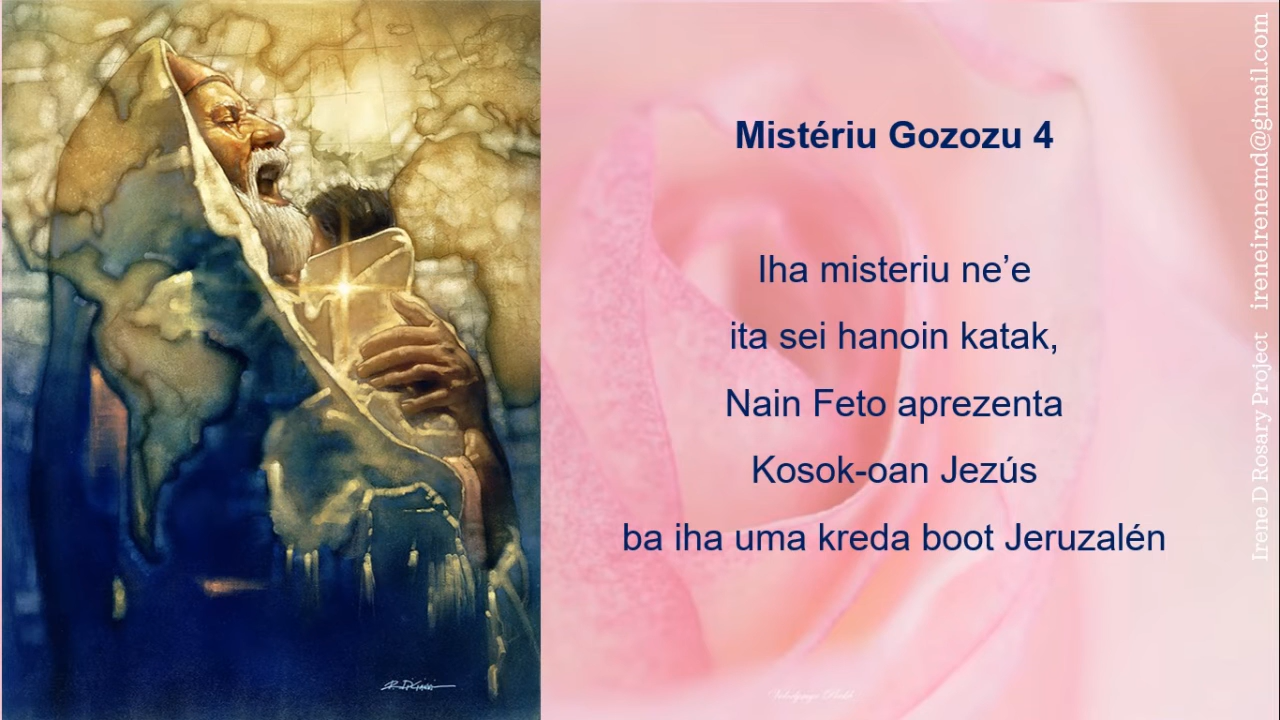 Mistériu Gozozu 4
Iha misteriu ne’e
ita sei hanoin katak,
Nain Feto aprezenta
Kosok-oan Jezús
ba iha uma kreda boot Jeruzalén
Irene D Rosary Project ireneirenemd@gmail.com